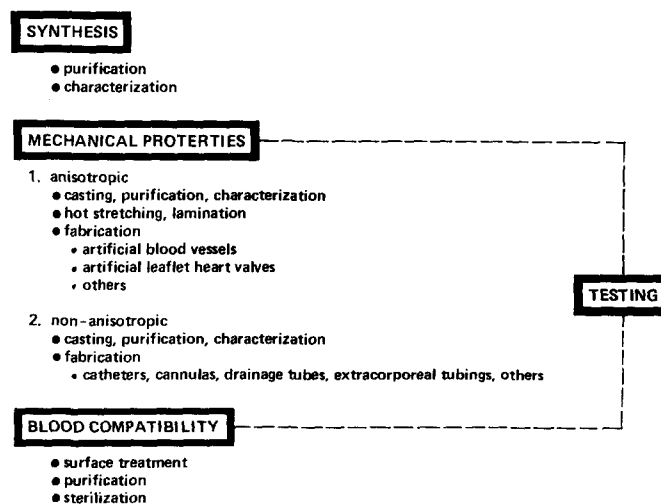 SYNTHESIS
• purification
• characterization
MECHANICAL PROTERTIES
1. anisotropic
• casting, purification, characterization
• hot stretching, lamination
• fabrication
• artificial blood vessels
• artificial leaflet heart valves
• others
TESTING
2. non-anisotropic
• casting, purification, characterization
• fabrication
• catheters, cannulas, drainage tubes, extracorporeal tubings, others
BLOOD COMPATIBILITY
• surface treatment
• purification
• sterilization